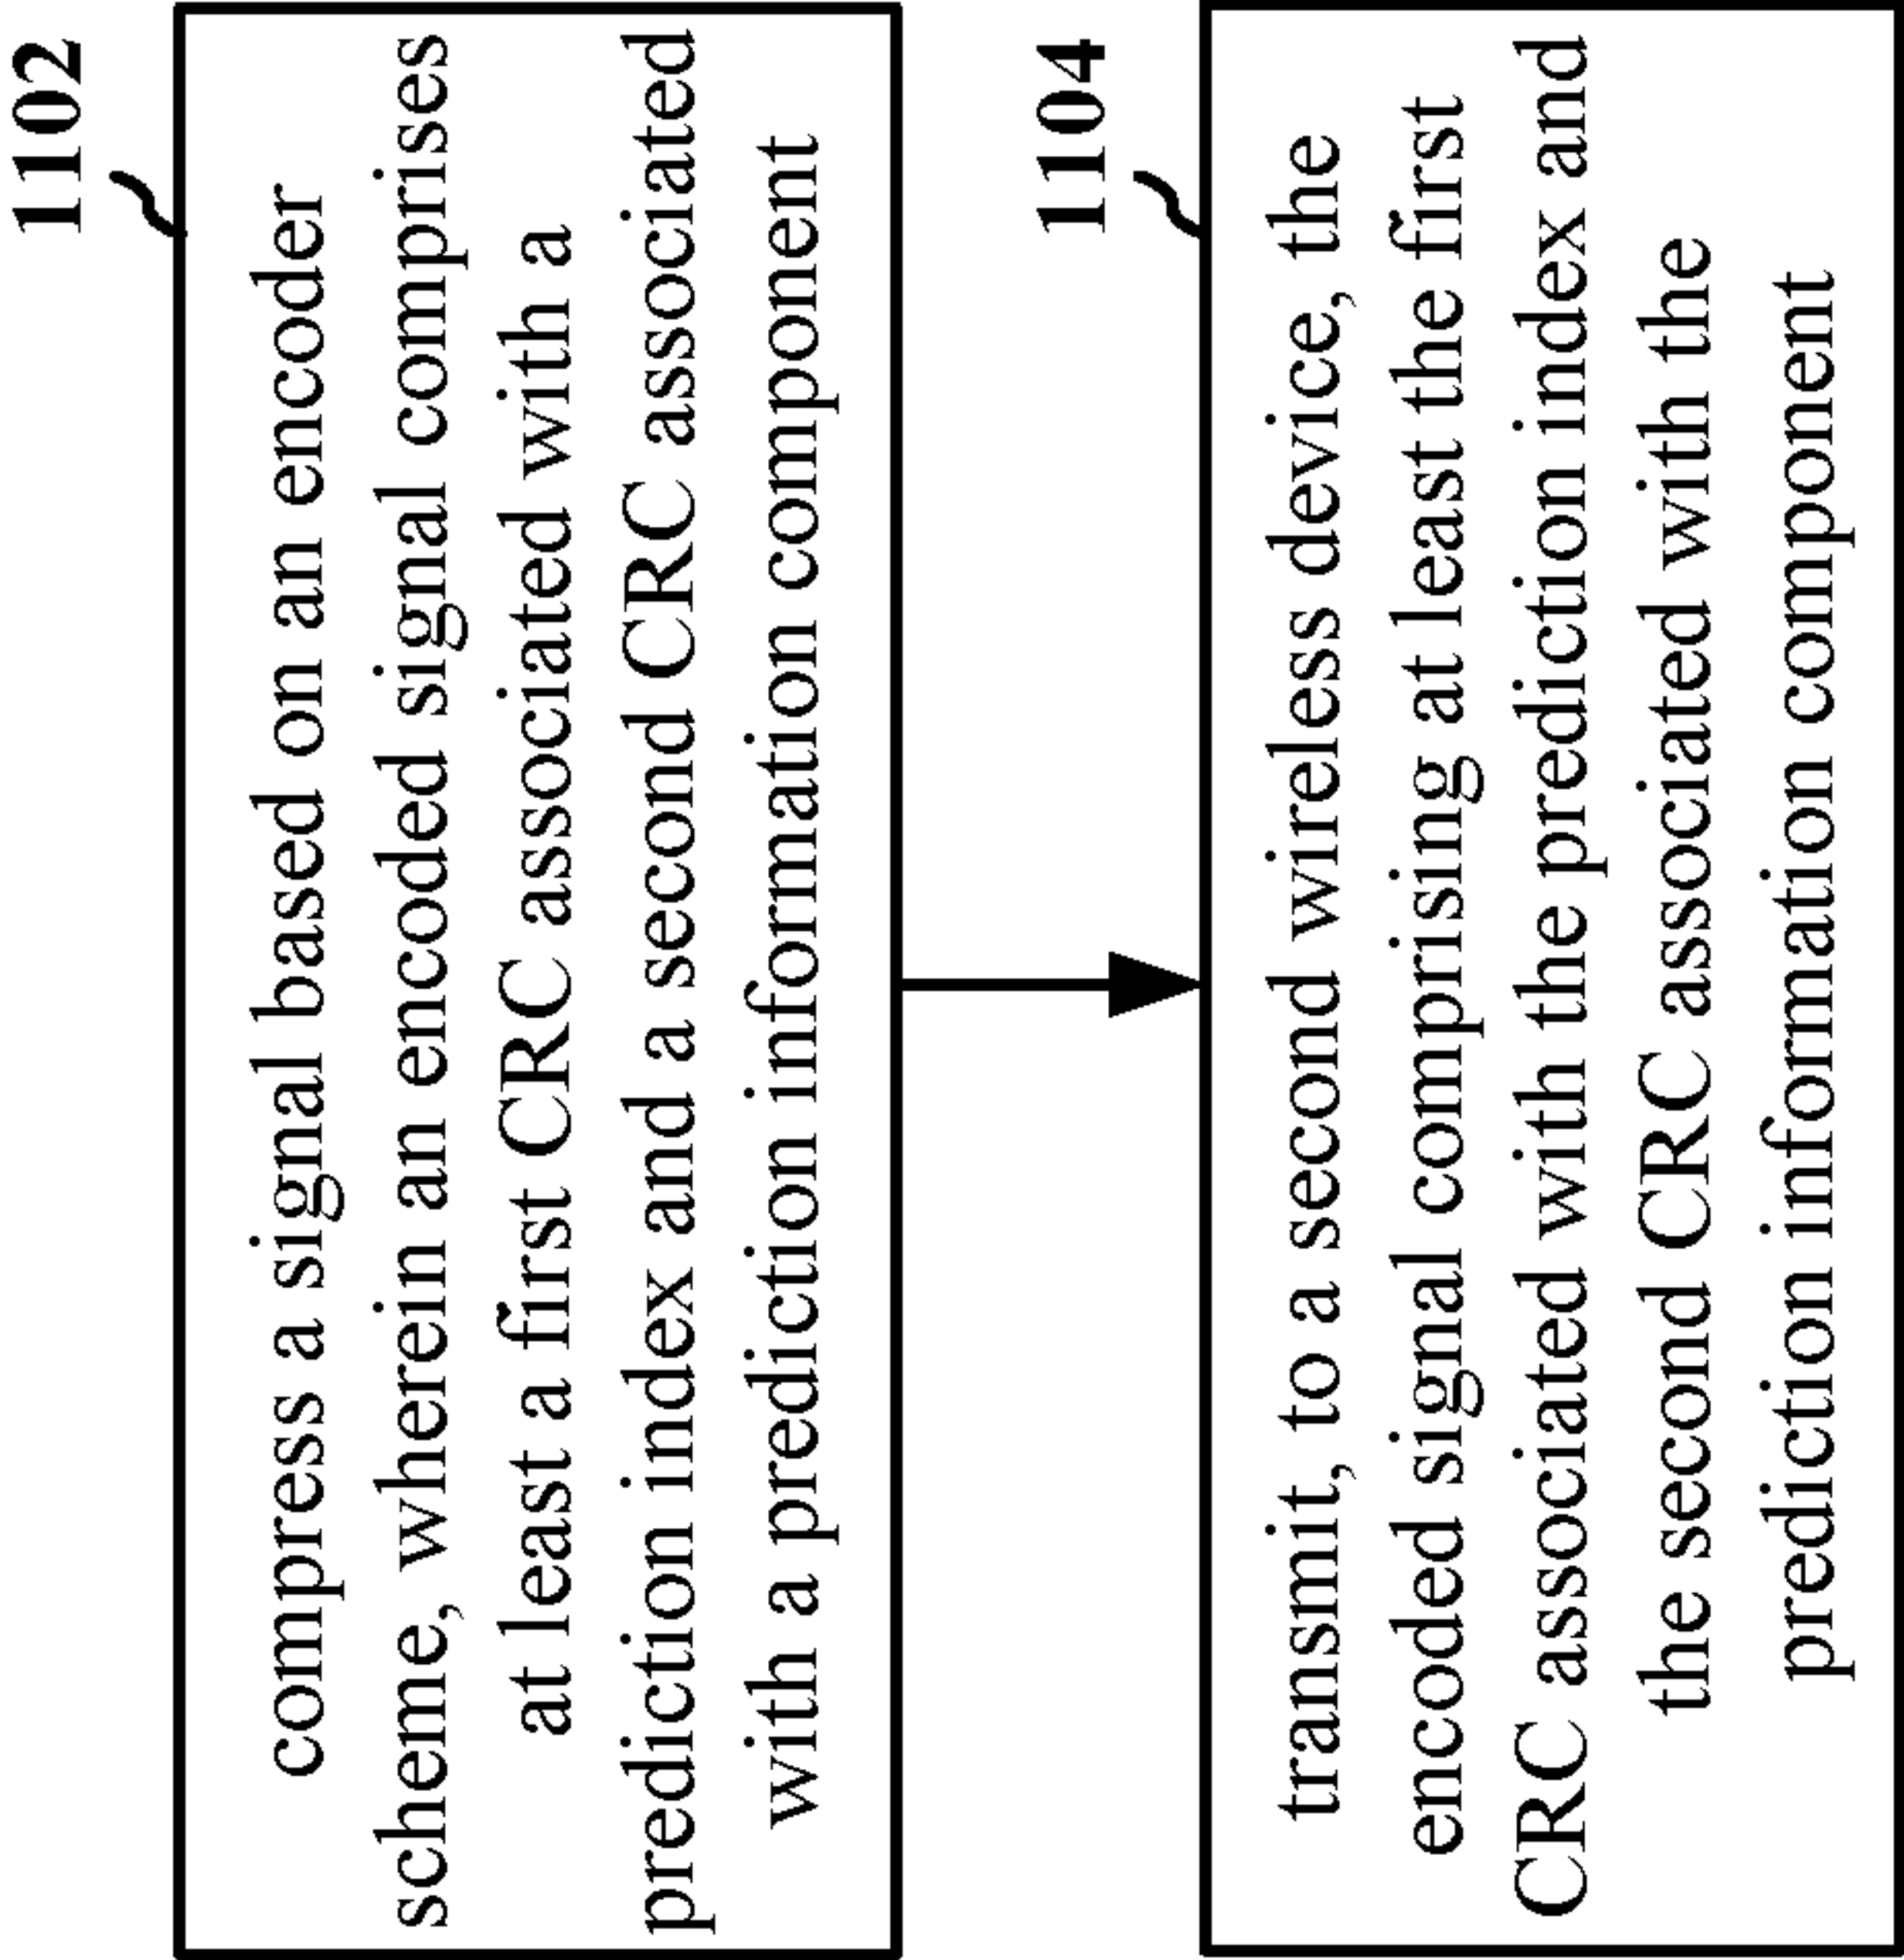 1102
compress a signal based on an encoder
scheme, wherein an encoded signal comprises
at least a first CRC associated with a
prediction index and a second CRC associated
with a prediction information component
1104
transmit, to a second wireless device, the
encoded signal comprising at least the first
CRC associated with the prediction index and
the second CRC associated with the
prediction information component